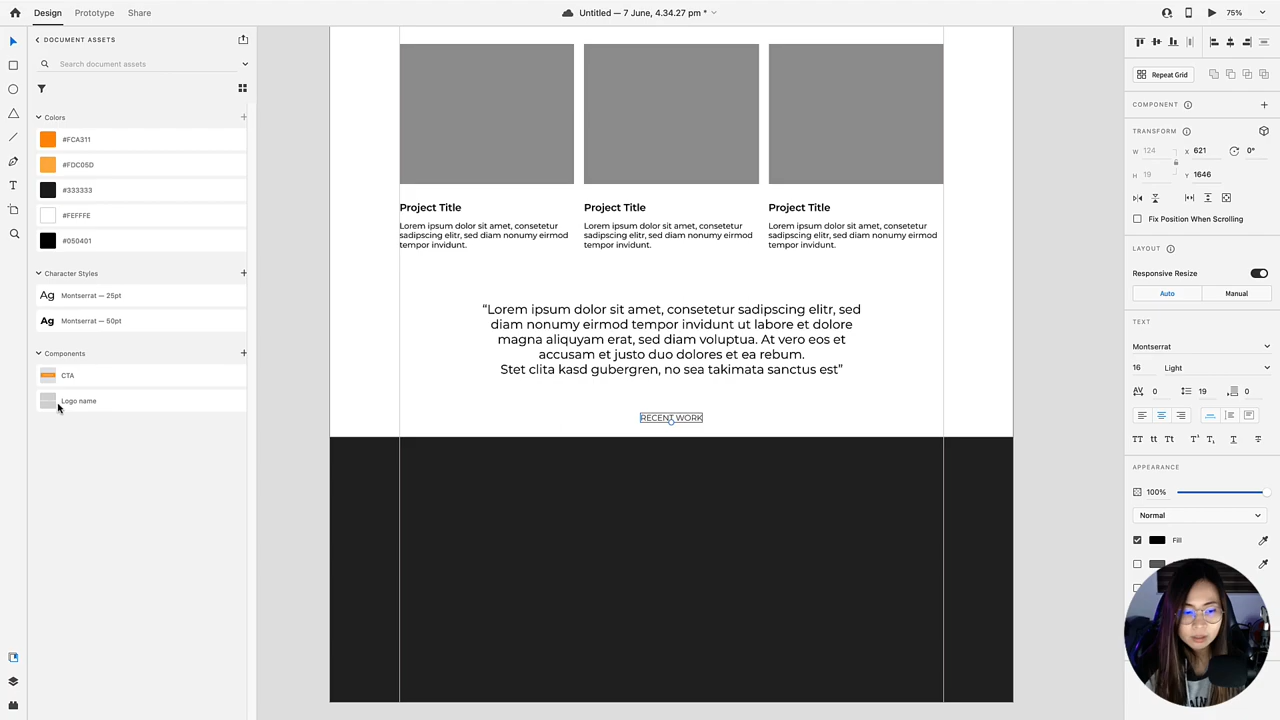 Design
Prototype
Share
Untitled — 7 June, 4.34.27 pm *
75%
DOCUMENT ASSETS
Search document assets
Colors
#FCA311
#FDC05D
#333333
#FEFFFE
#050401
Character Styles
Ag Montserrat — 25pt
Ag Montserrat — 50pt
Components
CTA
Logo name
Project Title
Lorem ipsum dolor sit amet, consetetur
sadipscing elitr, sed diam nonumy eirmod
tempor invidunt.
Project Title
Lorem ipsum dolor sit amet, consetetur
sadipscing elitr, sed diam nonumy eirmod
tempor invidunt.
Project Title
Lorem ipsum dolor sit amet, consetetur
sadipscing elitr, sed diam nonumy eirmod
tempor invidunt.
“Lorem ipsum dolor sit amet, consetetur sadipscing elitr, sed
diam nonumy eirmod tempor invidunt ut labore et dolore
magna aliquyam erat, sed diam voluptua. At vero eos et
accusam et justo duo dolores et ea rebum.
Stet clita kasd gubergren, no sea takimata sanctus est”
RECENT WORK
Repeat Grid
COMPONENT
TRANSFORM
W 124 X 621 0°
H 19 Y 1646
Fix Position When Scrolling
LAYOUT
Responsive Resize
Auto Manual
TEXT
Montserrat
16 Light
AV 0 19 0
TT tt Tt T¹ T₁ T T
APPEARANCE
100%
Normal
Fill